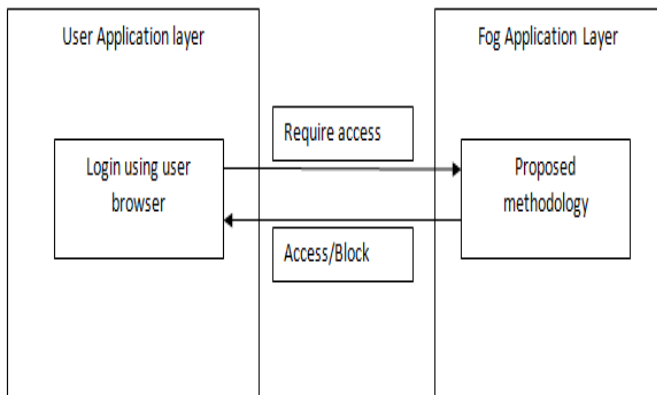 User Application layer
Fog Application Layer
Require access
Login using user
browser
Proposed
methodology
Access/Block